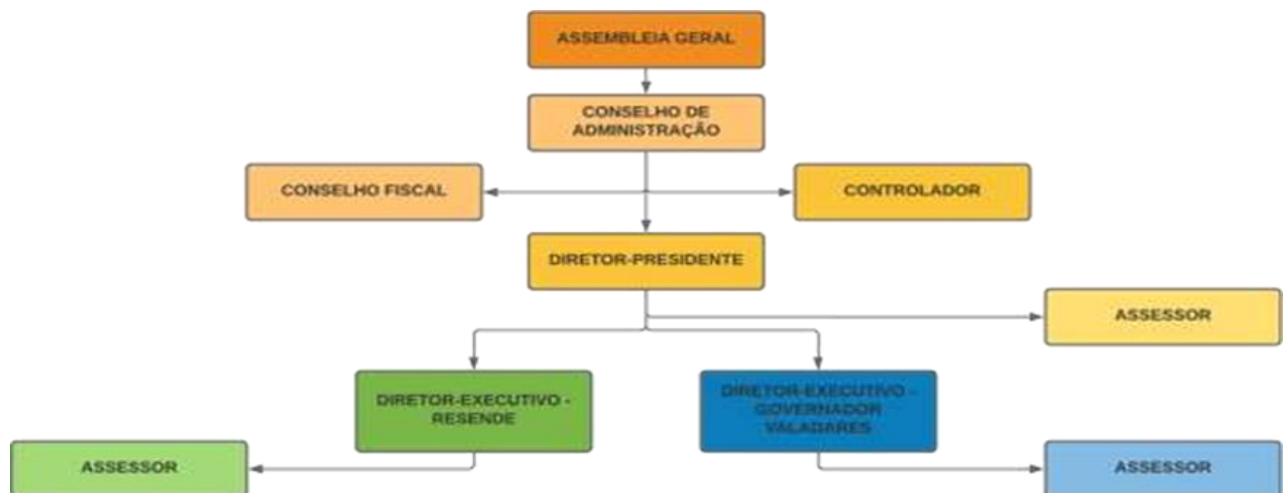 ASSEMBLEIA GERAL
CONSELHO DE
ADMINISTRAÇÃO
CONSELHO FISCAL
CONTROLADOR
DIRETOR-PRESIDENTE
ASSESSOR
DIRETOR-EXECUTIVO -
RESENDE
DIRETOR-EXECUTIVO -
GOVERNADOR
VALADARES
ASSESSOR
ASSESSOR